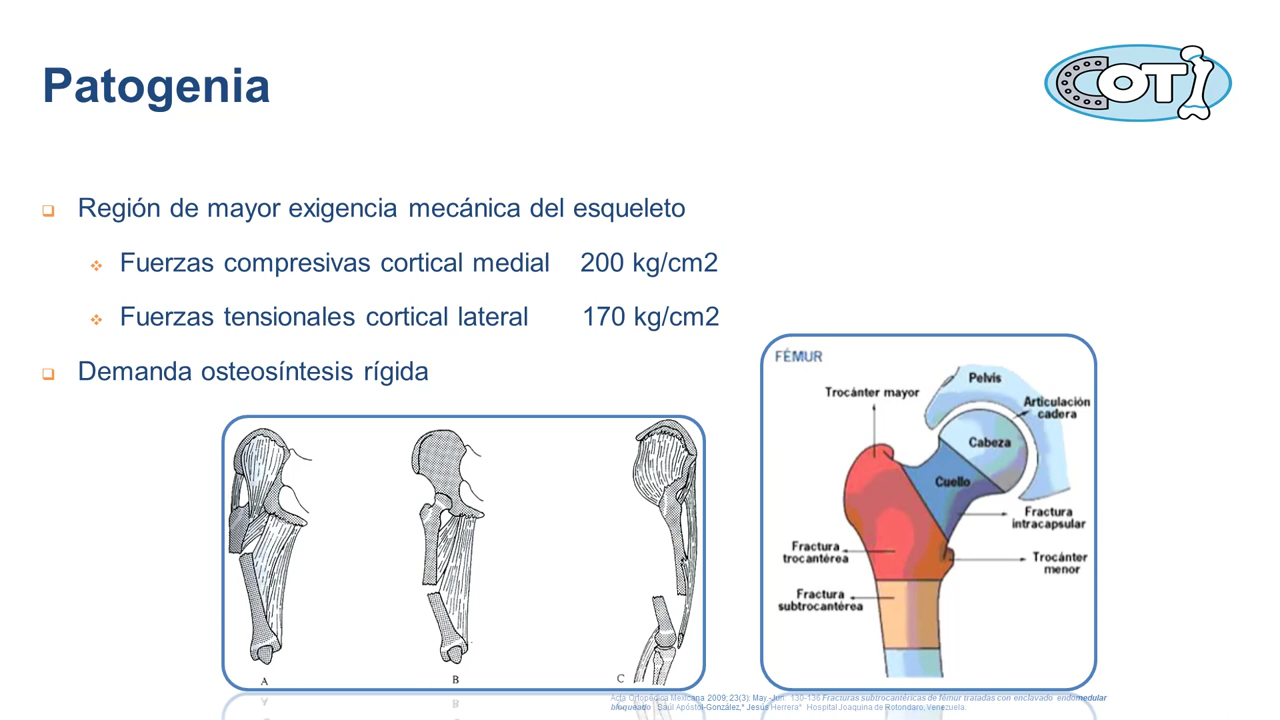 Patogenia
COTI
Región de mayor exigencia mecánica del esqueleto
Fuerzas compresivas cortical medial 200 kg/cm2
Fuerzas tensionales cortical lateral 170 kg/cm2
Demanda osteosíntesis rígida
A
B
C
FÉMUR
Pelvis
Trocánter mayor
Articulación
cadera
Cabeza
Cuello
Fractura
intracapsular
Fractura
trocantérea
Trocánter
menor
Fractura
subtrocantérea
Acta Ortopédica Mexicana 2009; 23(3): May.-Jun: 130-136 Fracturas subtrocantéricas de fémur tratadas con enclavado endomedular
bloqueado . Saúl Apóstol-González,* Jesús Herrera* Hospital Joaquina de Rotondaro, Venezuela.